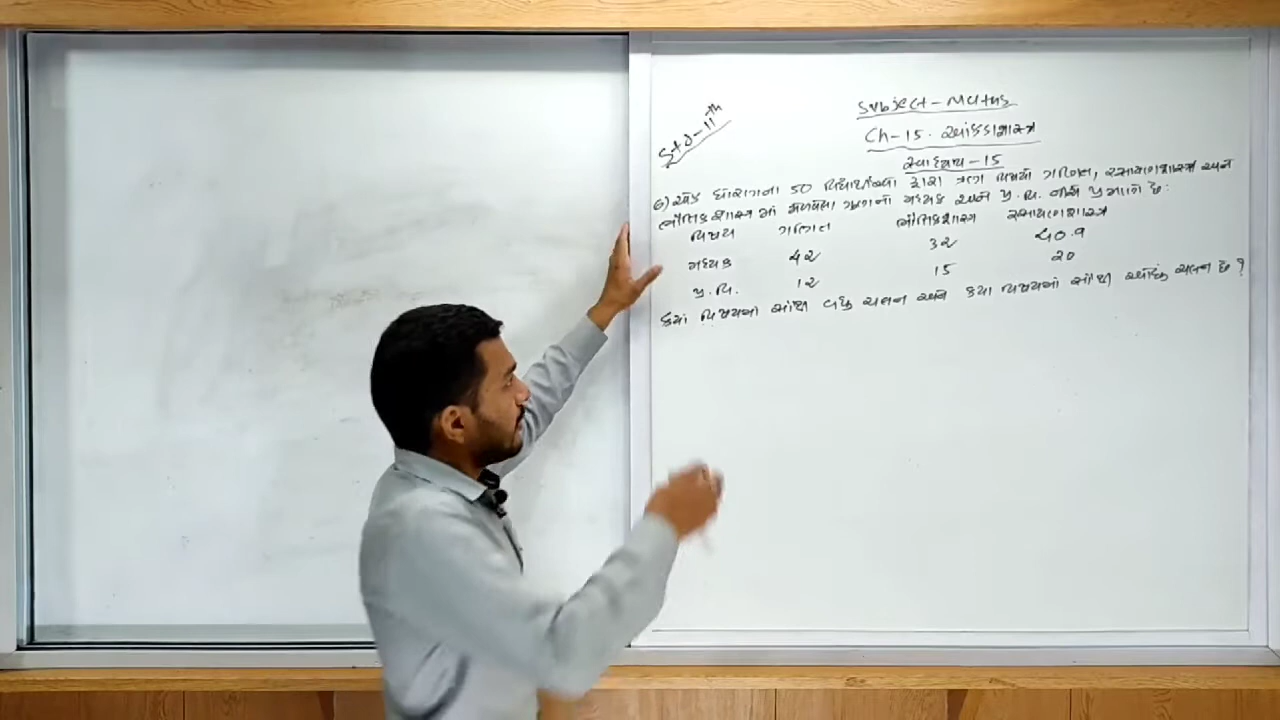 Std-11th
Subject - Maths
Ch-15. આંકડાશાસ્ત્ર
સ્વાધ્યાય-15
6) એક ધોરણના 50 વિદ્યાર્થીઓ દ્વારા ત્રણ વિષયો ગણિત, રસાયણશાસ્ત્ર અને
ભૌતિકશાસ્ત્ર માં મેળવેલા ગુણનો મધ્યક અને પ્ર.વિ. નીચે પ્રમાણે છે:
વિષય ગણિત ભૌતિકશાસ્ત્ર રસાયણશાસ્ત્ર
મધ્યક 42 32 40.9
પ્ર.વિ. 12 15 20
કયા વિષયમાં સૌથી વધુ ચલન અને કયા વિષયમાં સૌથી ઓછું ચલન છે?